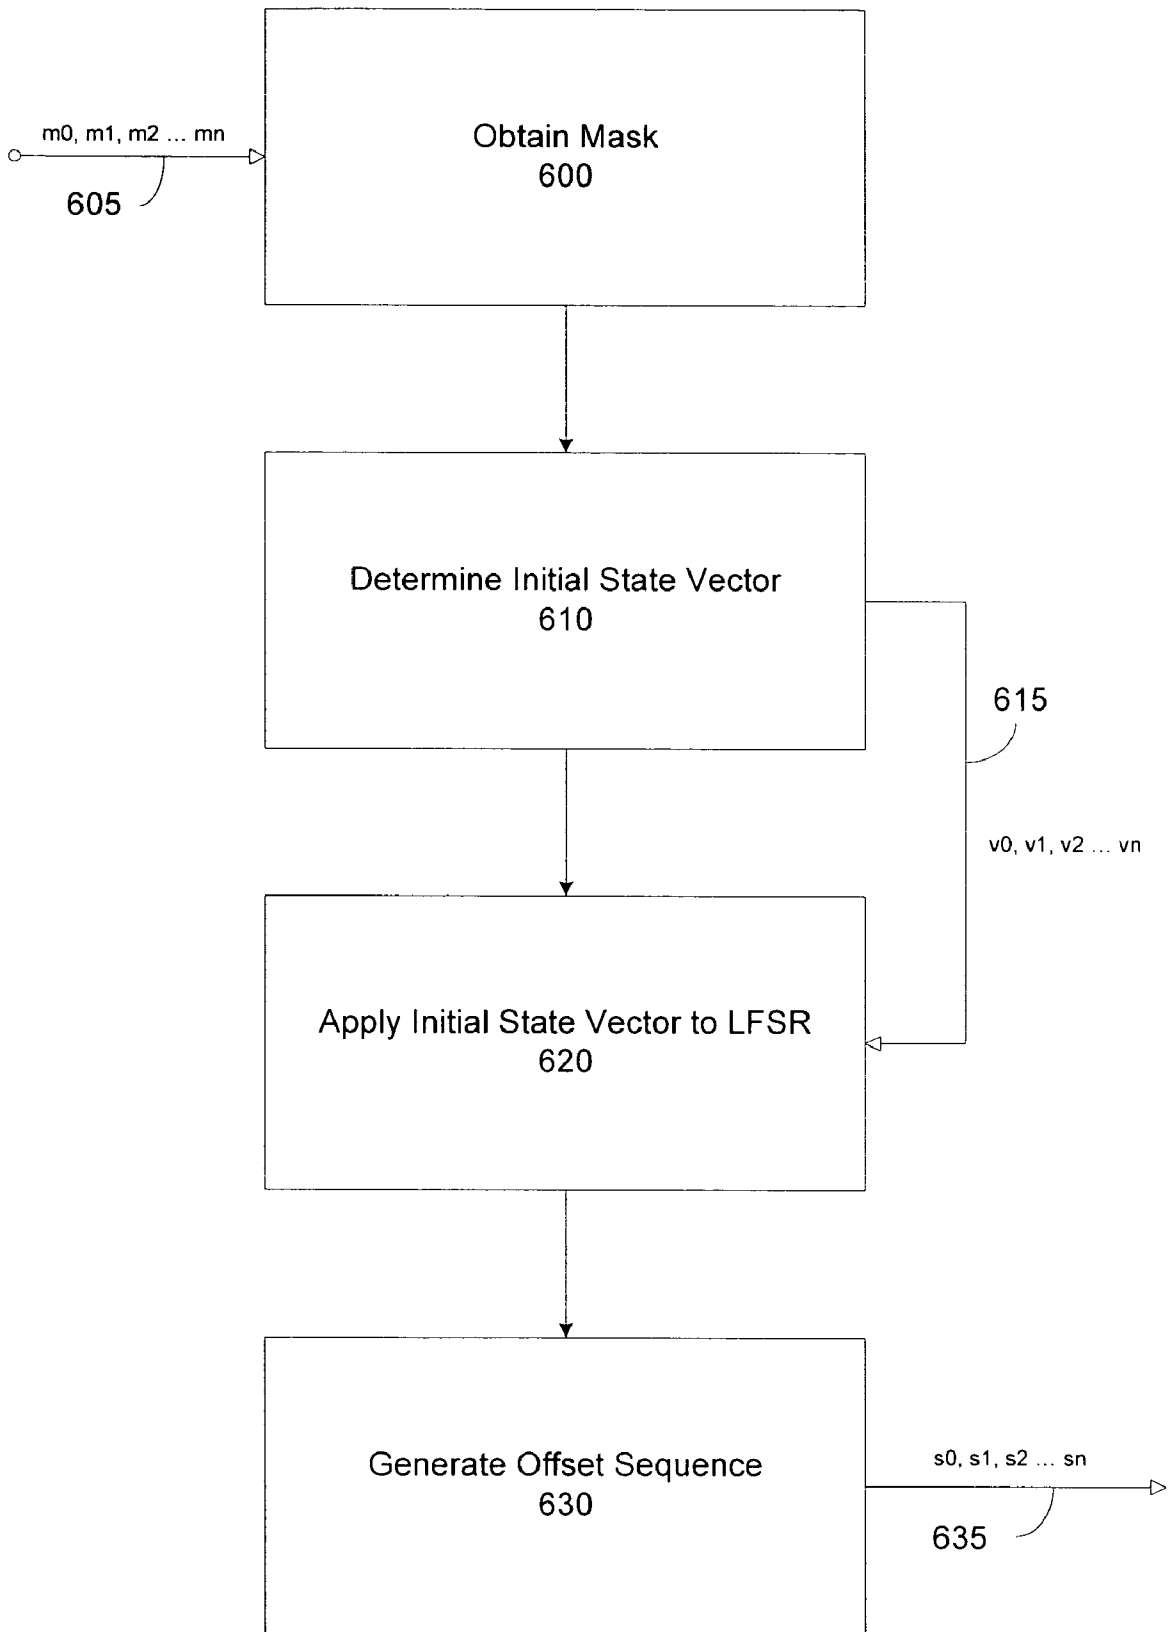 m0, m1, m2 ... mn
605
Obtain Mask
600
Determine Initial State Vector
610
615
v0, v1, v2 ... vn
Apply Initial State Vector to LFSR
620
Generate Offset Sequence
630
s0, s1, s2 ... sn
635